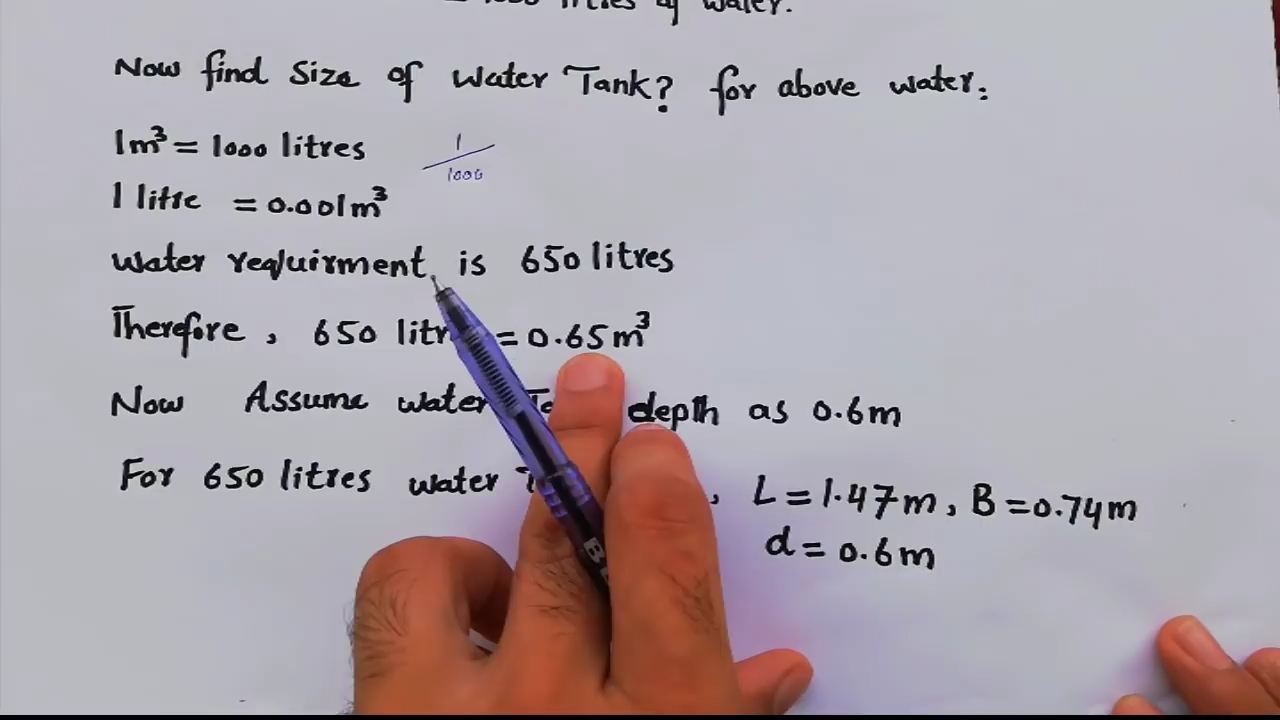 of water.
Now find Size of Water Tank? for above water.
1m³ = 1000 litres
1/1000
1 litre = 0.001m³
water requirment is 650 litres
Therefore, 650 = 0.65m³
Now Assume water depth as 0.6m
For 650 litres water , L = 1.47m, B = 0.74m
d = 0.6m